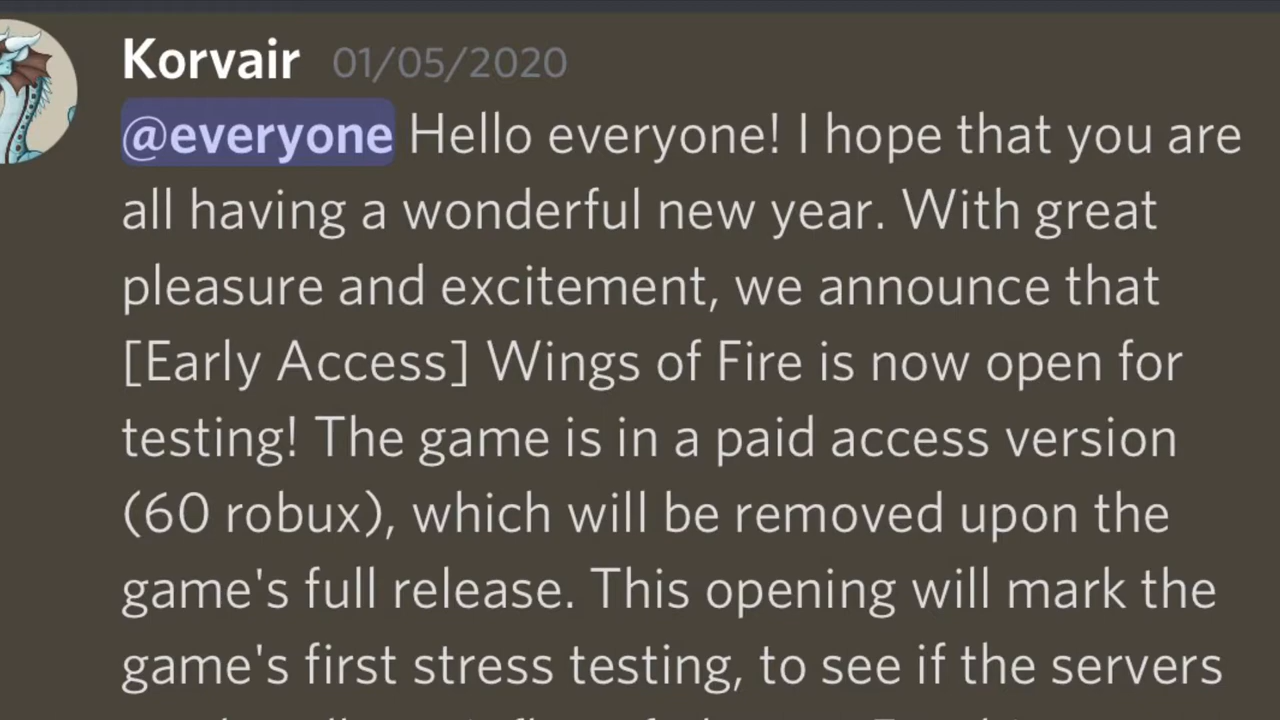 Korvair 01/05/2020
@everyone Hello everyone! I hope that you are
all having a wonderful new year. With great
pleasure and excitement, we announce that
[Early Access] Wings of Fire is now open for
testing! The game is in a paid access version
(60 robux), which will be removed upon the
game's full release. This opening will mark the
game's first stress testing, to see if the servers